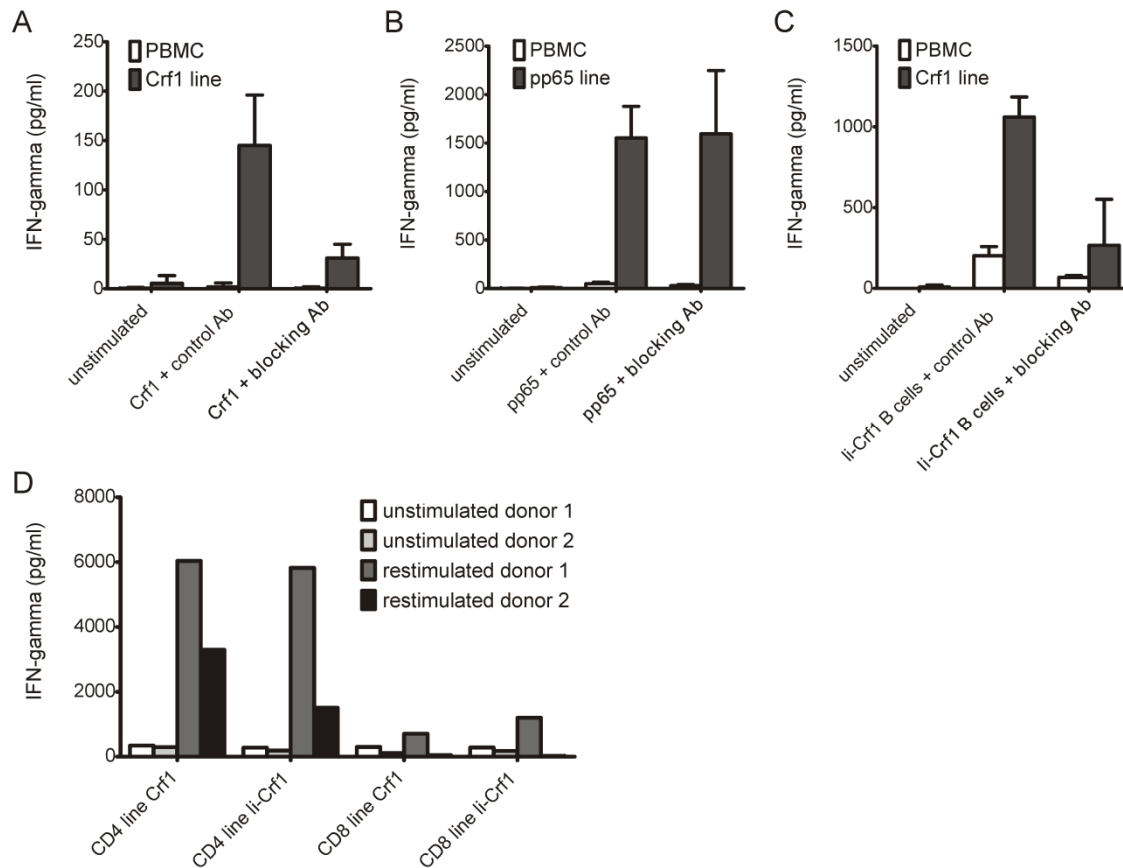 A
IFN-gamma (pg/ml)
250
200
150
100
50
0
PBMC
Crf1 line
unstimulated
Crf1 + control Ab
Crf1 + blocking Ab
B
IFN-gamma (pg/ml)
2500
2000
1500
1000
500
0
PBMC
pp65 line
unstimulated
pp65 + control Ab
pp65 + blocking Ab
C
IFN-gamma (pg/ml)
1500
1000
500
0
PBMC
Crf1 line
unstimulated
Ii-Crf1 B cells + control Ab
Ii-Crf1 B cells + blocking Ab
D
IFN-gamma (pg/ml)
8000
6000
4000
2000
0
unstimulated donor 1
unstimulated donor 2
restimulated donor 1
restimulated donor 2
CD4 line Crf1
CD4 line Ii-Crf1
CD8 line Crf1
CD8 line Ii-Crf1